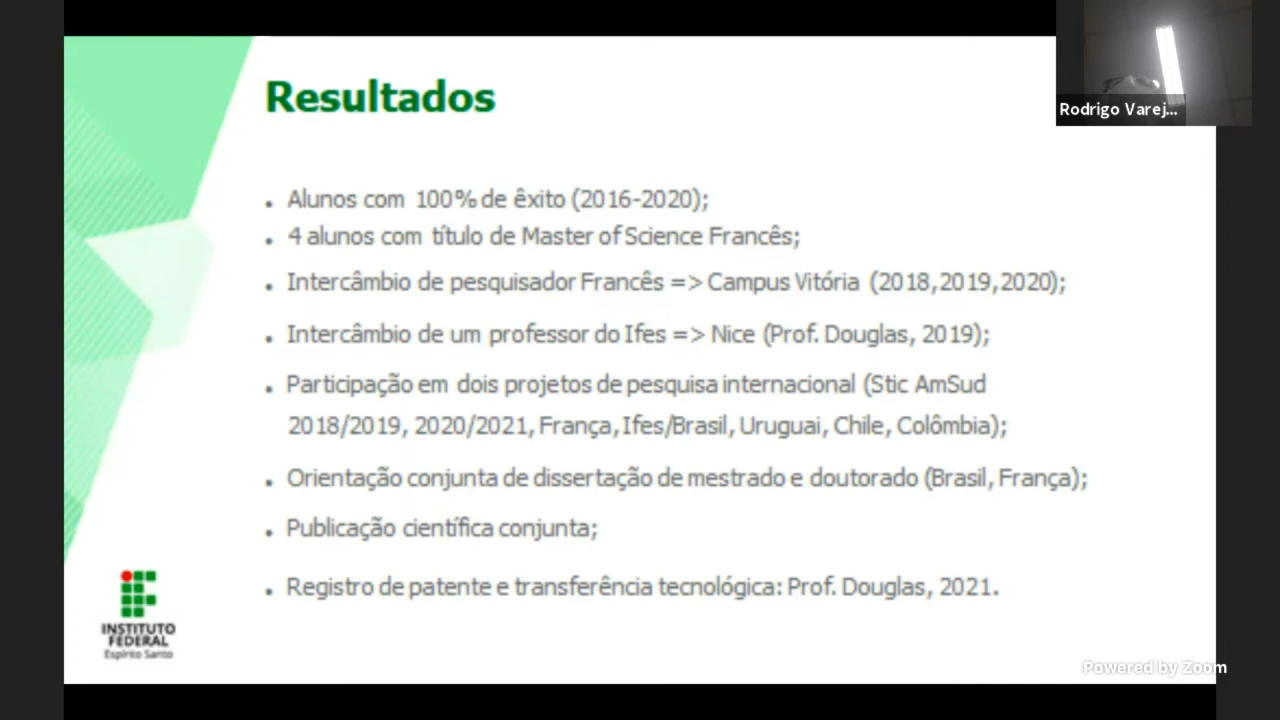 Resultados
Rodrigo Varej...
• Alunos com 100% de êxito (2016-2020);
• 4 alunos com título de Master of Science Francês;
• Intercâmbio de pesquisador Francês => Campus Vitória (2018,2019,2020);
• Intercâmbio de um professor do Ifes => Nice (Prof. Douglas, 2019);
• Participação em dois projetos de pesquisa internacional (Stic AmSud
2018/2019, 2020/2021, França, Ifes/Brasil, Uruguai, Chile, Colômbia);
• Orientação conjunta de dissertação de mestrado e doutorado (Brasil, França);
• Publicação científica conjunta;
• Registro de patente e transferência tecnológica: Prof. Douglas, 2021.
INSTITUTO
FEDERAL
Espírito Santo
Powered by Zoom